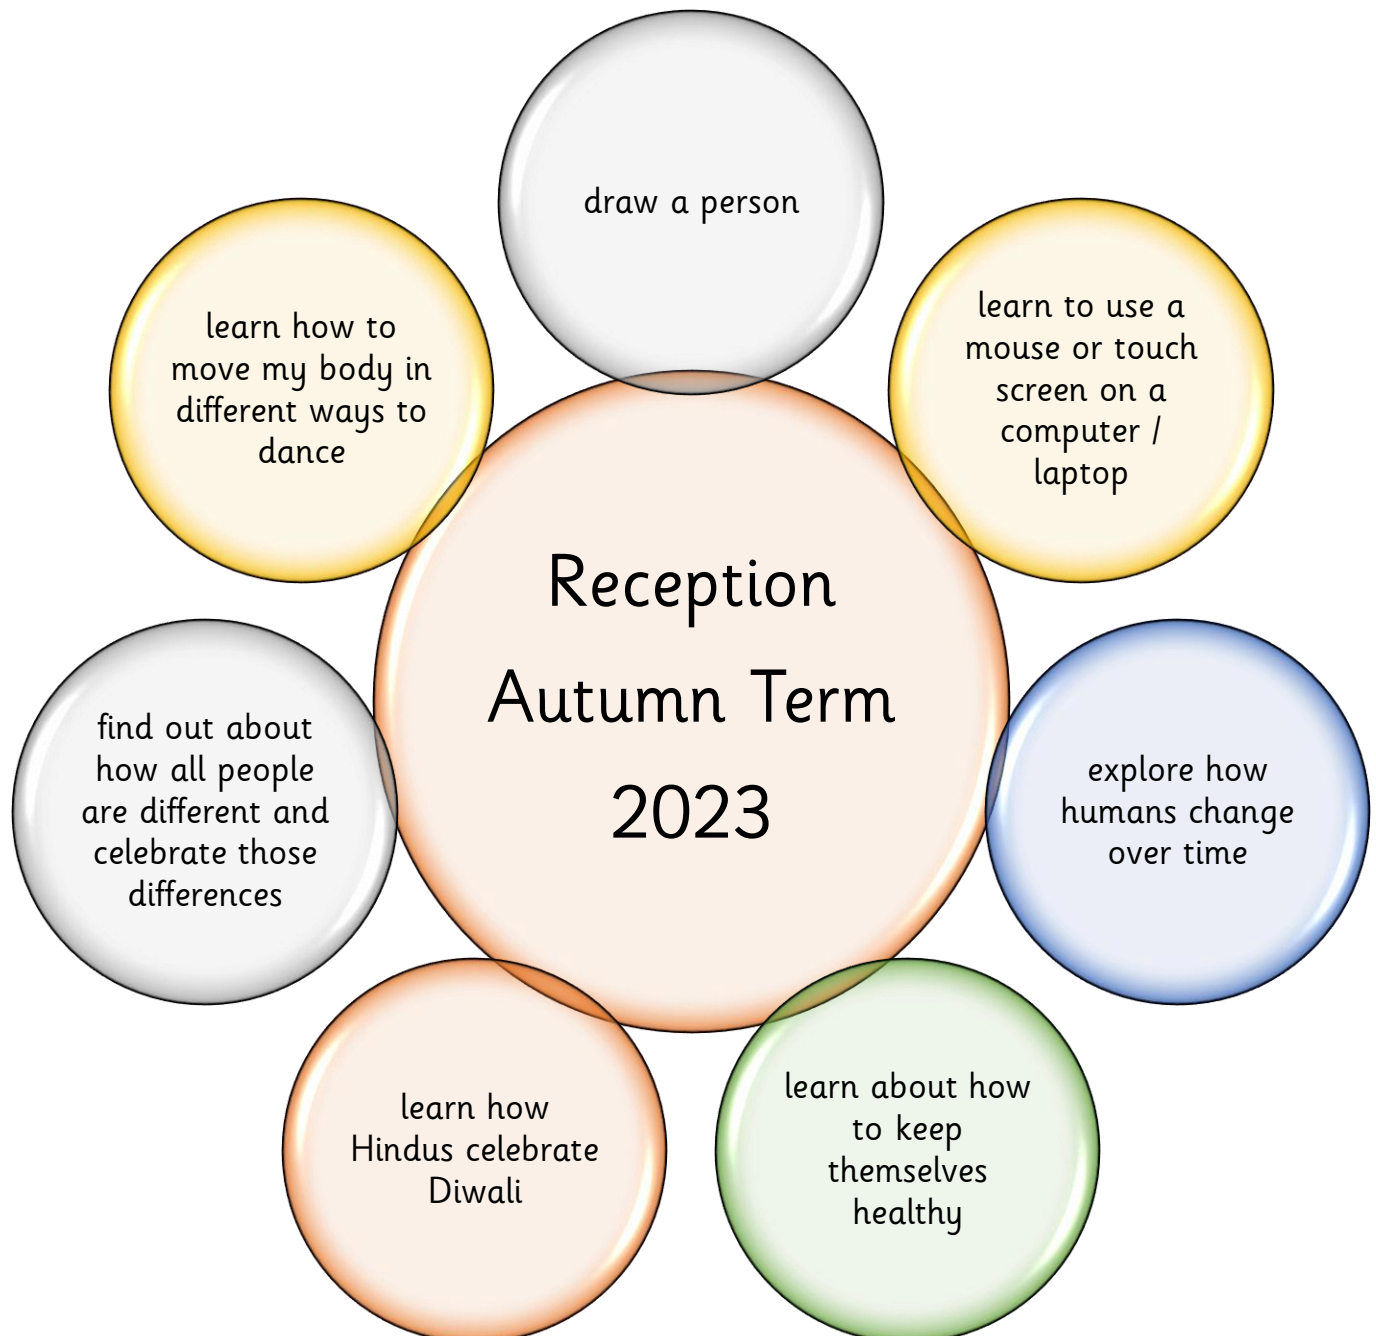 draw a person
learn to use a
mouse or touch
screen on a
computer /
laptop
explore how
humans change
over time
learn about how
to keep
themselves
healthy
learn how
Hindus celebrate
Diwali
find out about
how all people
are different and
celebrate those
differences
learn how to
move my body in
different ways to
dance
Reception
Autumn Term
2023